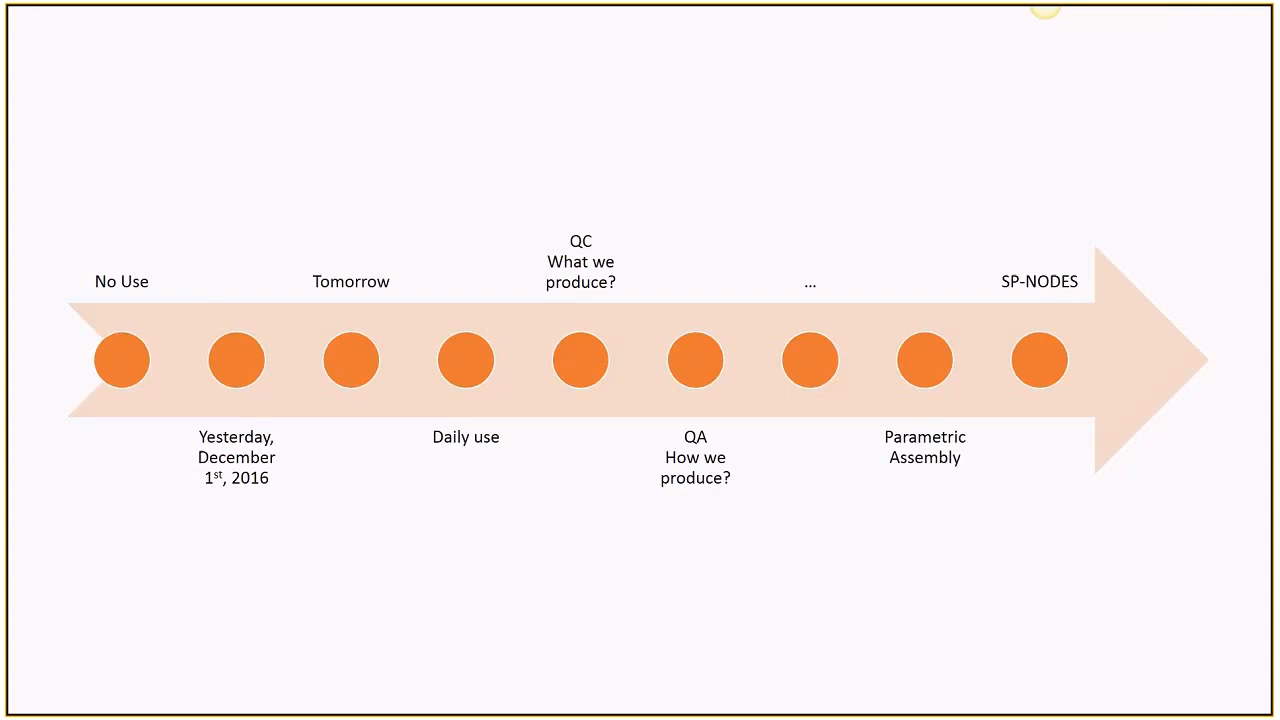 No Use
Yesterday,
December
1st, 2016
Tomorrow
Daily use
QC
What we
produce?
QA
How we
produce?
...
Parametric
Assembly
SP-NODES